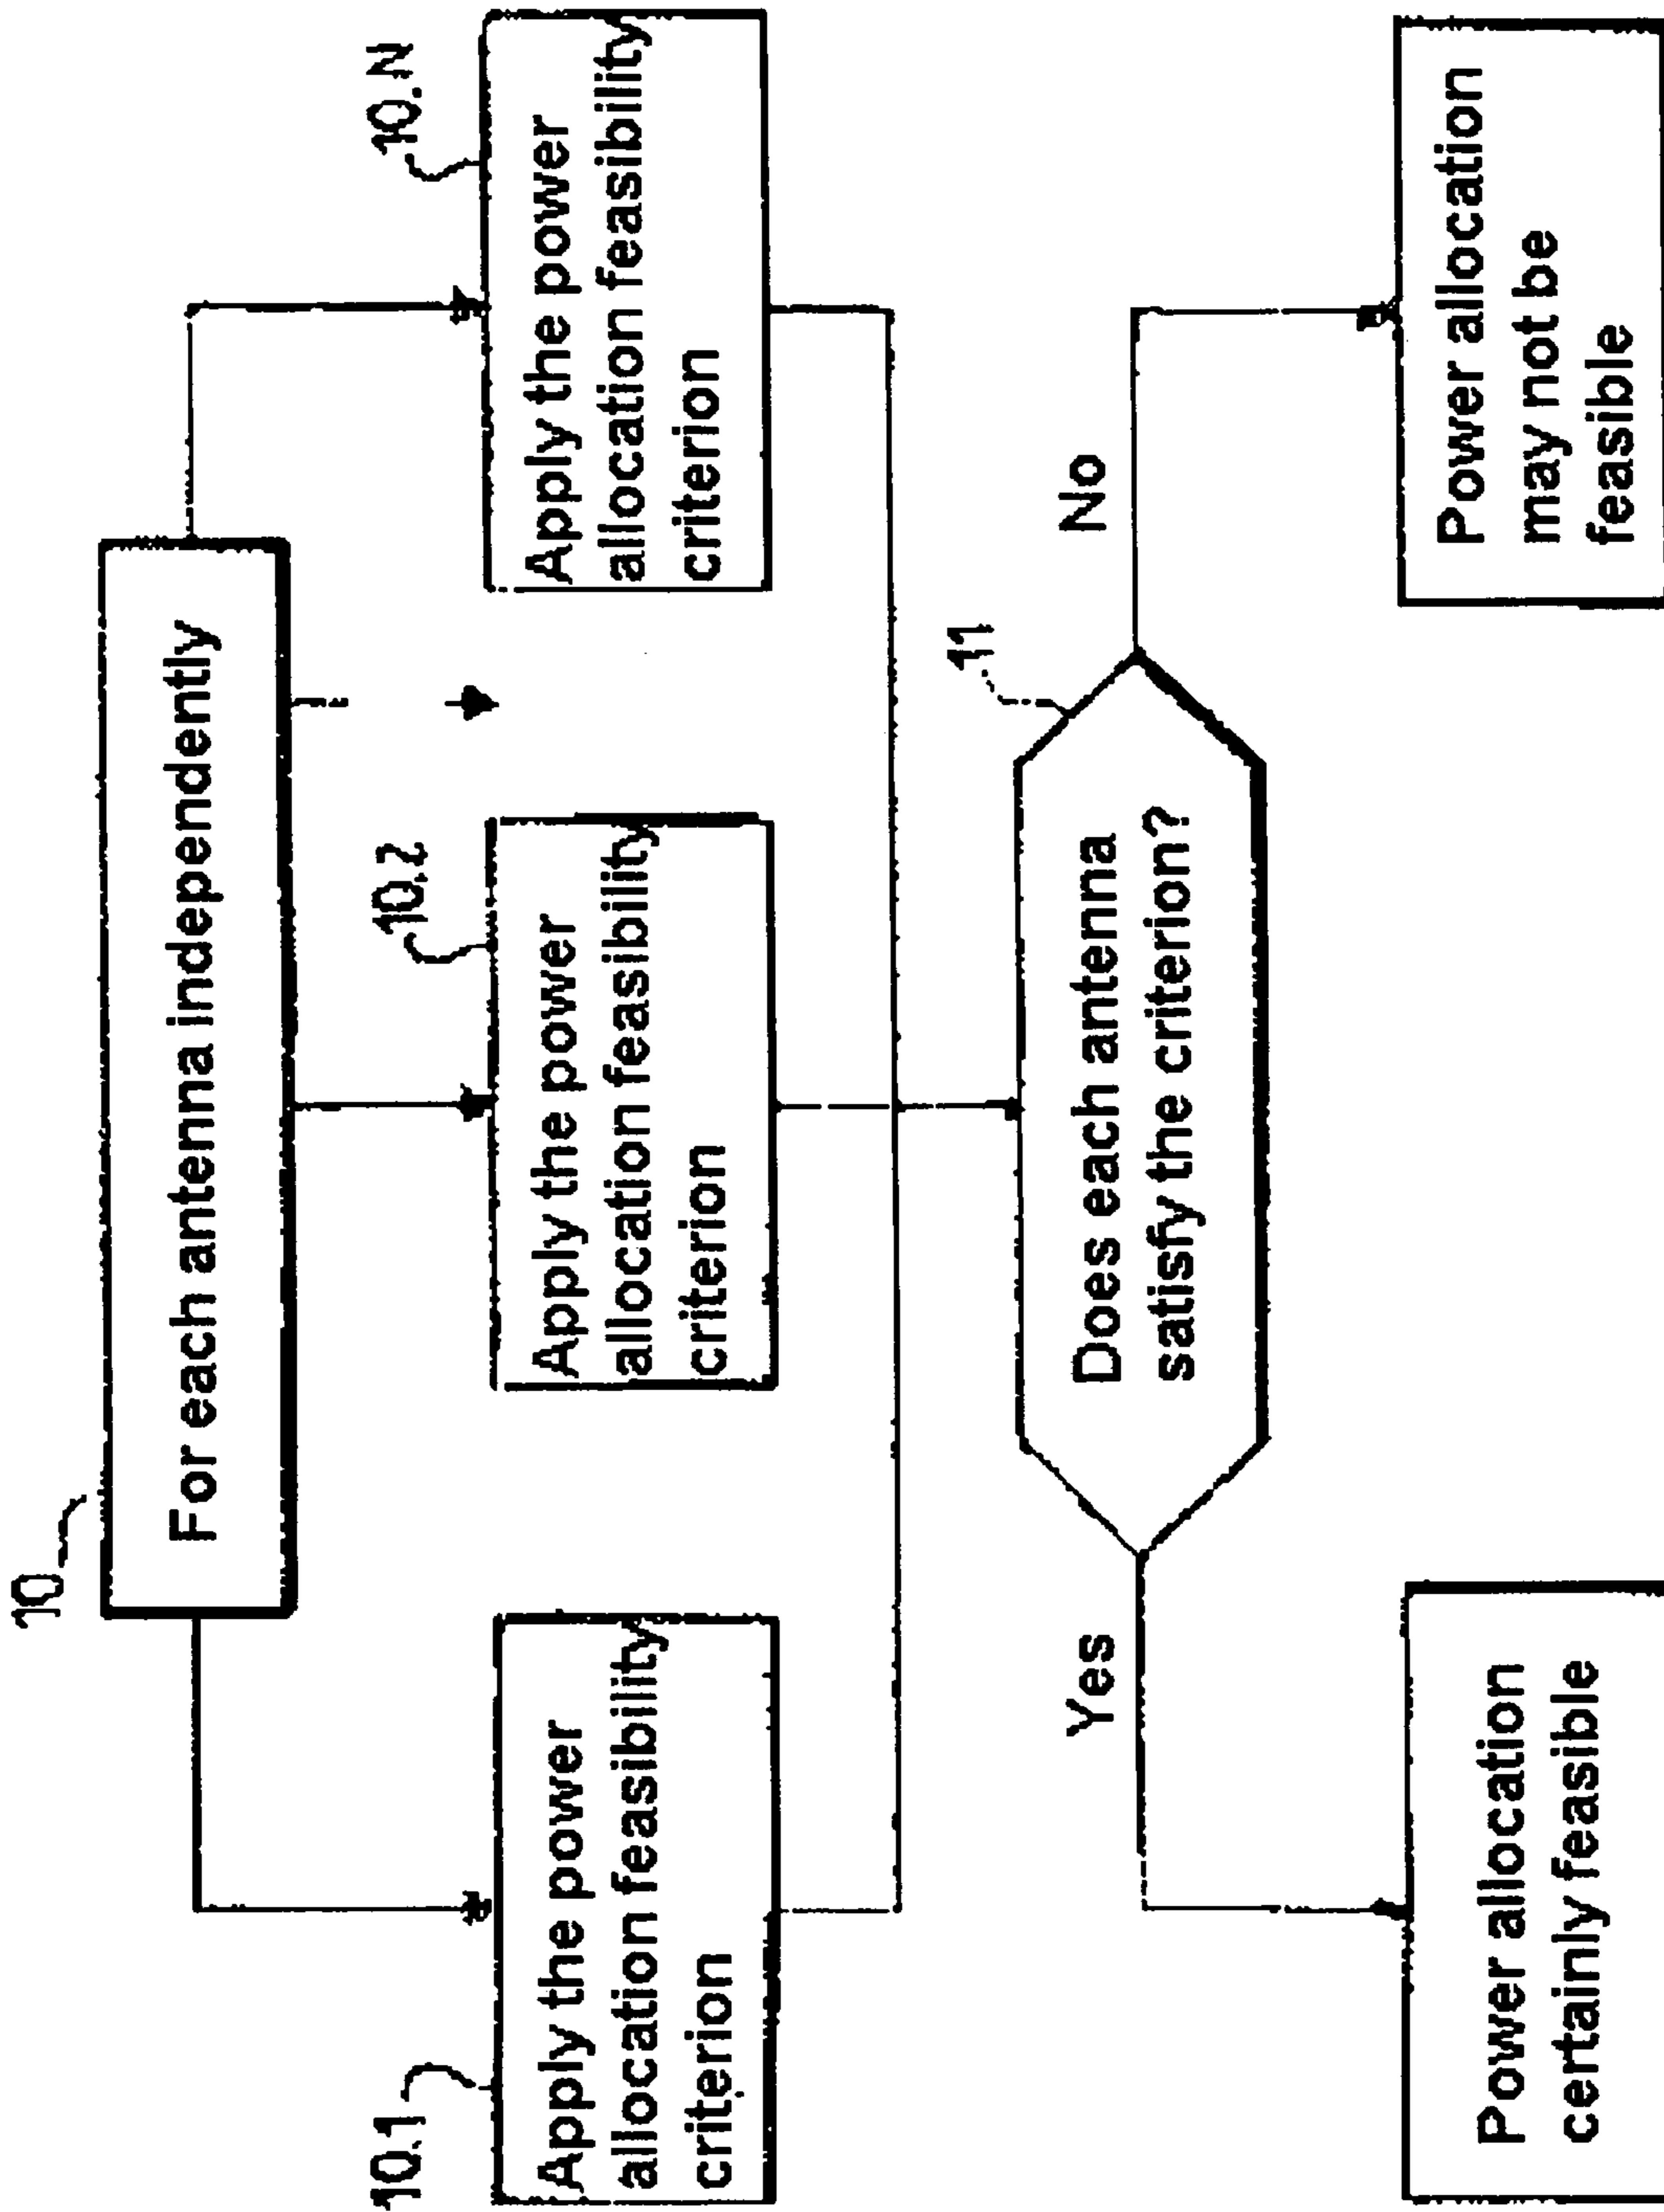 10
For each antenna independently
10.1
Apply the power
allocation feasibility
criterion
10.2
Apply the power
allocation feasibility
criterion
10.N
Apply the power
allocation feasibility
criterion
11
Does each antenna
satisfy the criterion?
Yes
No
Power allocation
certainly feasible
Power allocation
may not be
feasible